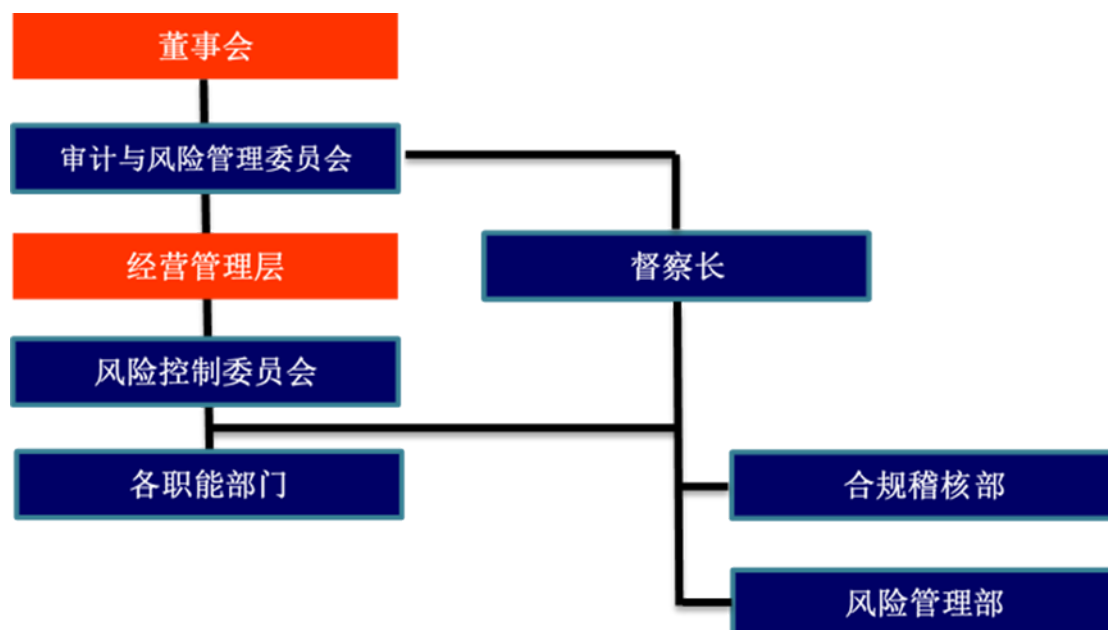 董事会
审计与风险管理委员会
经营管理层
督察长
风险控制委员会
各职能部门
合规稽核部
风险管理部